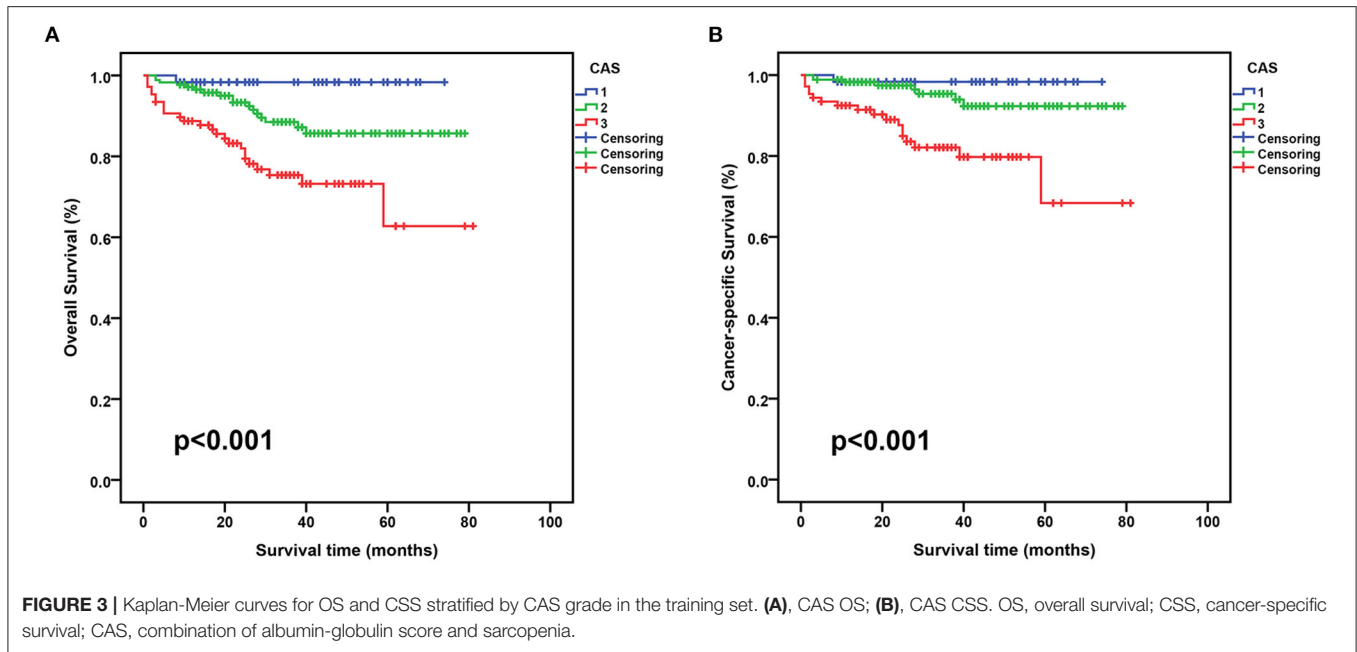 A
Overall Survival (%)
1.0
0.8
0.6
0.4
0.2
0.0
p<0.001
0 20 40 60 80 100
Survival time (months)
CAS
1
2
3
Censoring
Censoring
Censoring
B
Cancer-specific Survival (%)
1.0
0.8
0.6
0.4
0.2
0.0
p<0.001
0 20 40 60 80 100
Survival time (months)
CAS
1
2
3
Censoring
Censoring
Censoring
FIGURE 3 | Kaplan-Meier curves for OS and CSS stratified by CAS grade in the training set. (A), CAS OS; (B), CAS CSS. OS, overall survival; CSS, cancer-specific
survival; CAS, combination of albumin-globulin score and sarcopenia.